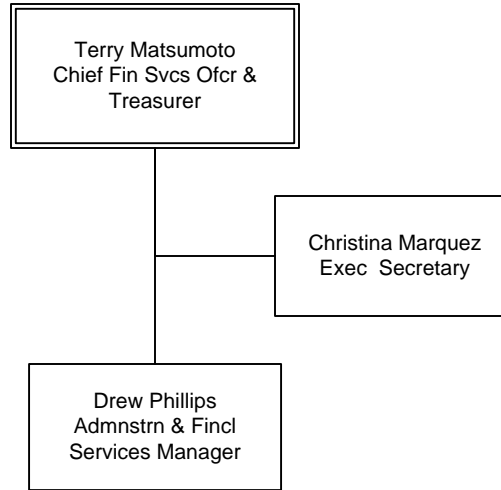 Terry Matsumoto
Chief Fin Svcs Ofcr &
Treasurer
Christina Marquez
Exec Secretary
Drew Phillips
Admnstrn & Fincl
Services Manager